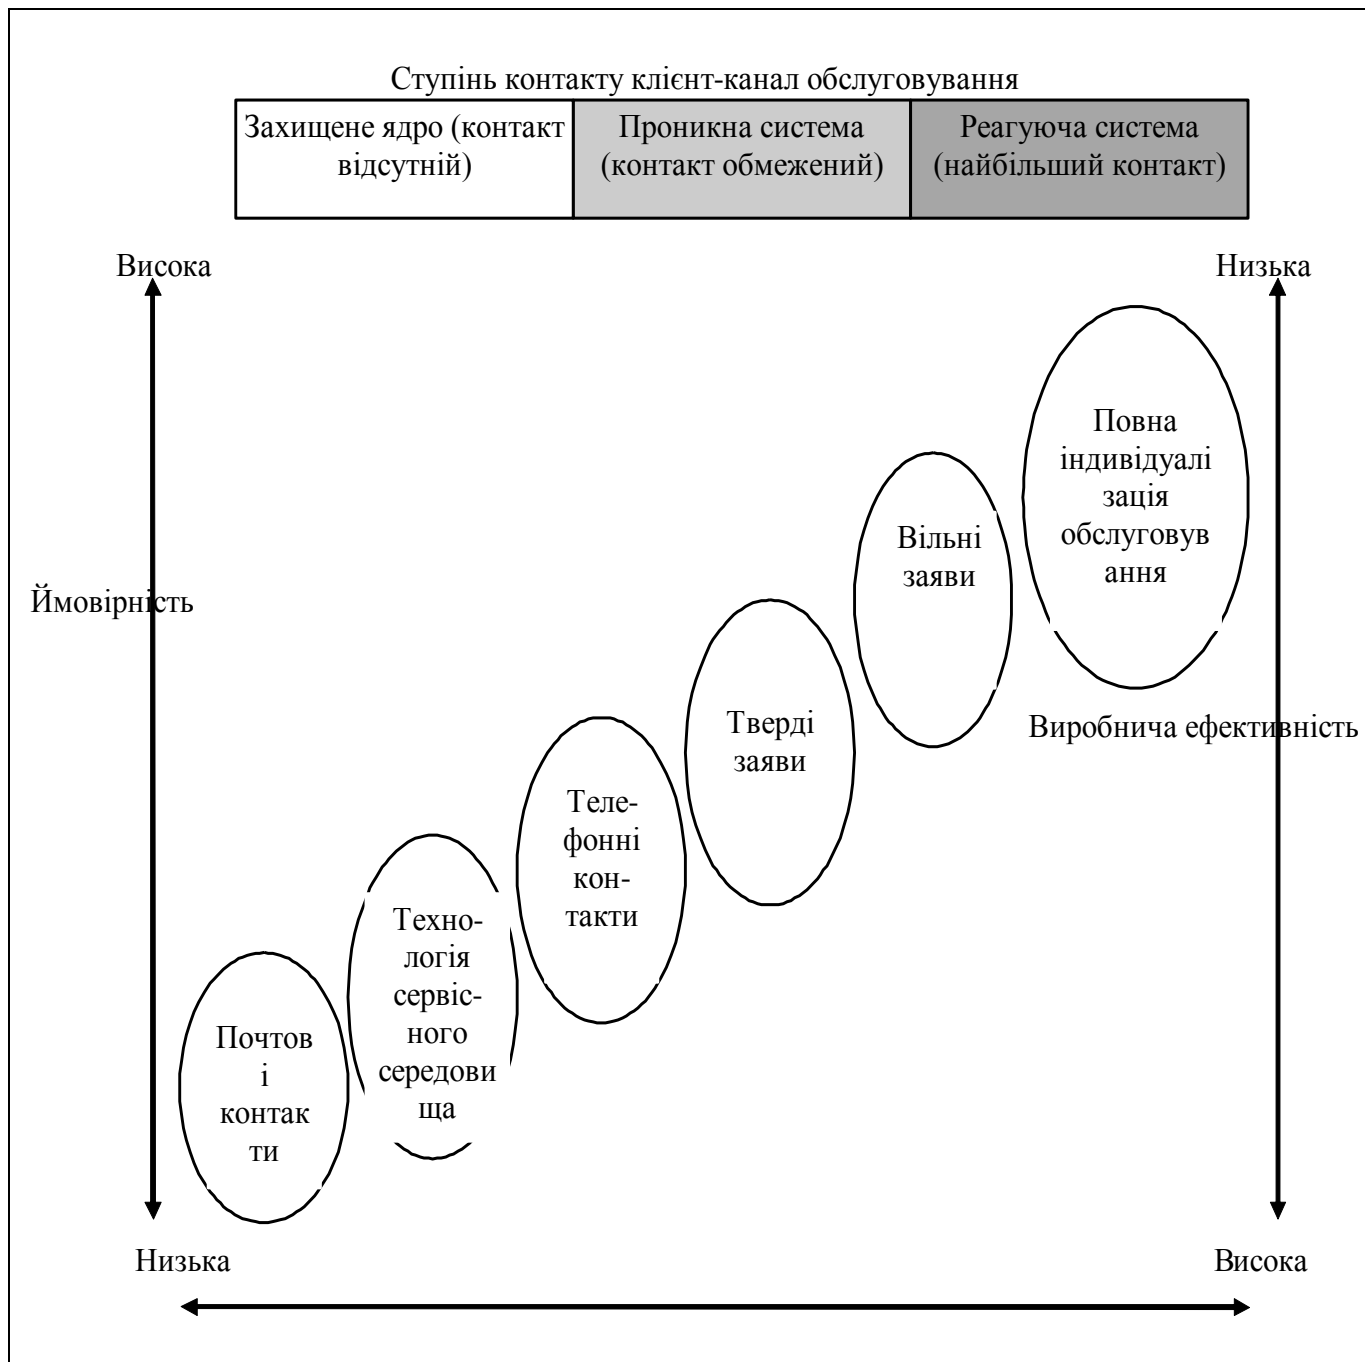 Ступінь контакту клієнт-канал обслуговування
Захищене ядро (контакт
відсутній)
Проникна система
(контакт обмежений)
Реагуюча система
(найбільший контакт)
Висока
Низька
Повна
індивідуалі
зація
обслуговув
ання
Вільні
заяви
Ймовірність
Тверді
заяви
Виробнича ефективність
Теле-
фонні
кон-
такти
Техно-
логія
сервіс-
ного
середови
ща
Почтов
і
контак
ти
Низька
Висока